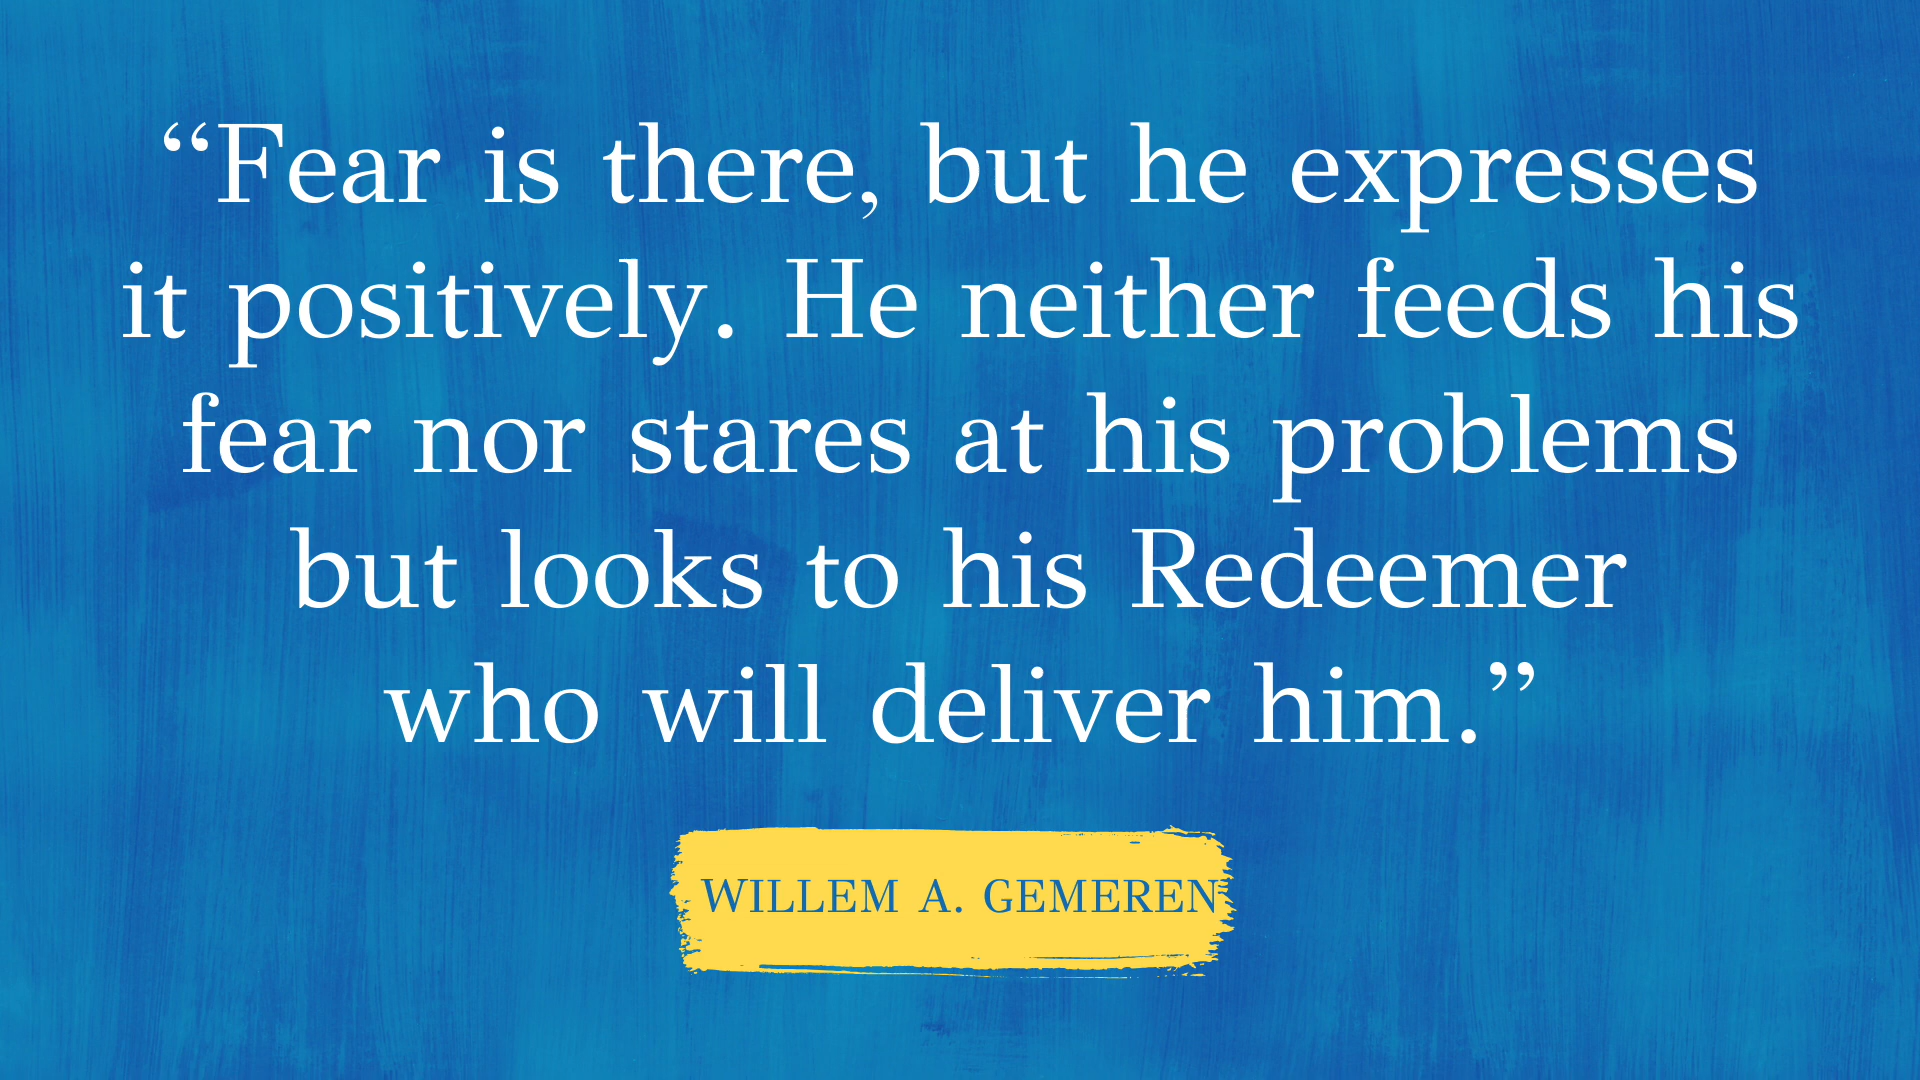 “Fear is there, but he expresses
it positively. He neither feeds his
fear nor stares at his problems
but looks to his Redeemer
who will deliver him.”
WILLEM A. GEMEREN